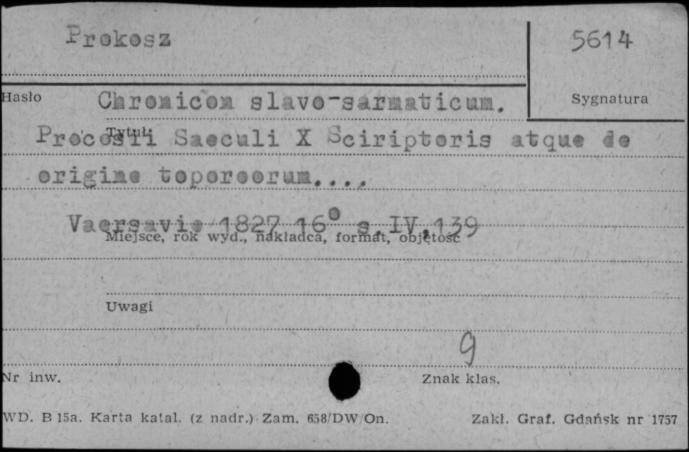 Prokosz
5614
Hasło
Chronicon slavo-sarmaticum.
Sygnatura
Tytuł
Procosii Saeculi X Sciriptoris atque de
origine toporeorum....
Vaersavie 1827 16° s.IV,139
Miejsce, rok wyd., nakładca, format, objętość
Uwagi
9
Nr inw.
Znak klas.
WD. B 15a. Karta katal. (z nadr.) Zam. 658/DW/On.
Zakł. Graf. Gdańsk nr 1757